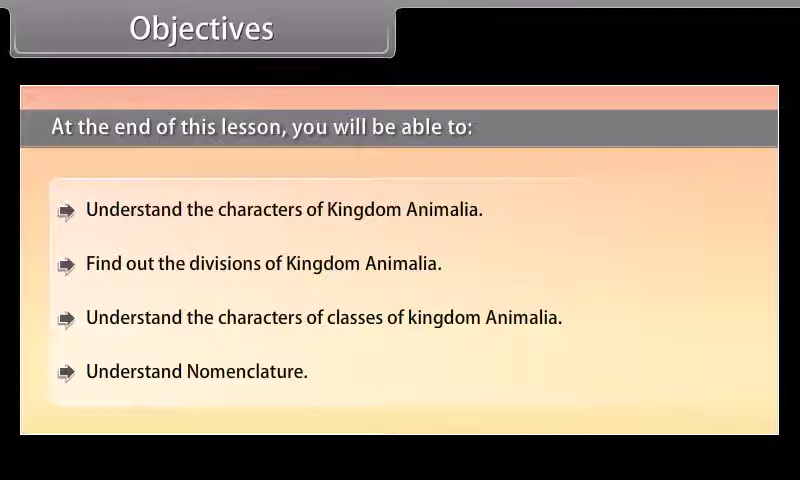 Objectives
At the end of this lesson, you will be able to:
Understand the characters of Kingdom Animalia.
Find out the divisions of Kingdom Animalia.
Understand the characters of classes of kingdom Animalia.
Understand Nomenclature.